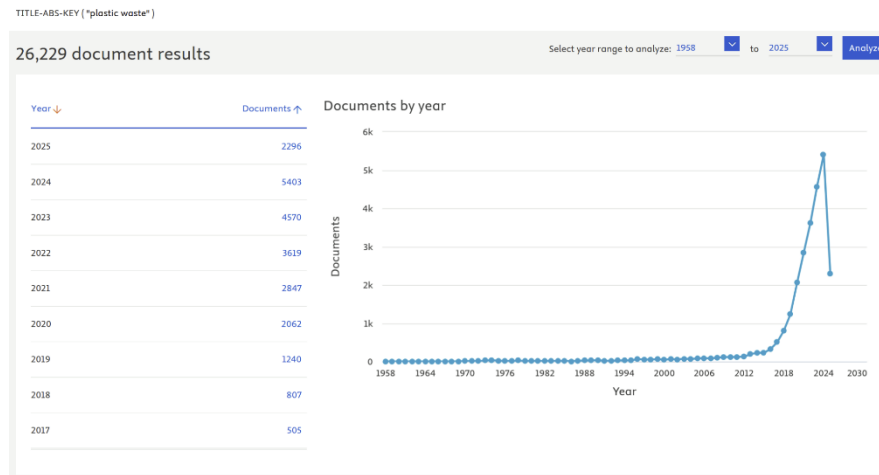 TITLE-ABS-KEY ( "plastic waste" )
26,229 document results
Select year range to analyze: 1958 to 2025 Analyze
Year Documents
2025 2296
2024 5403
2023 4570
2022 3619
2021 2847
2020 2062
2019 1240
2018 807
2017 505
Documents by year
6k
5k
4k
3k
2k
1k
0
Documents
1958 1964 1970 1976 1982 1988 1994 2000 2006 2012 2018 2024 2030
Year